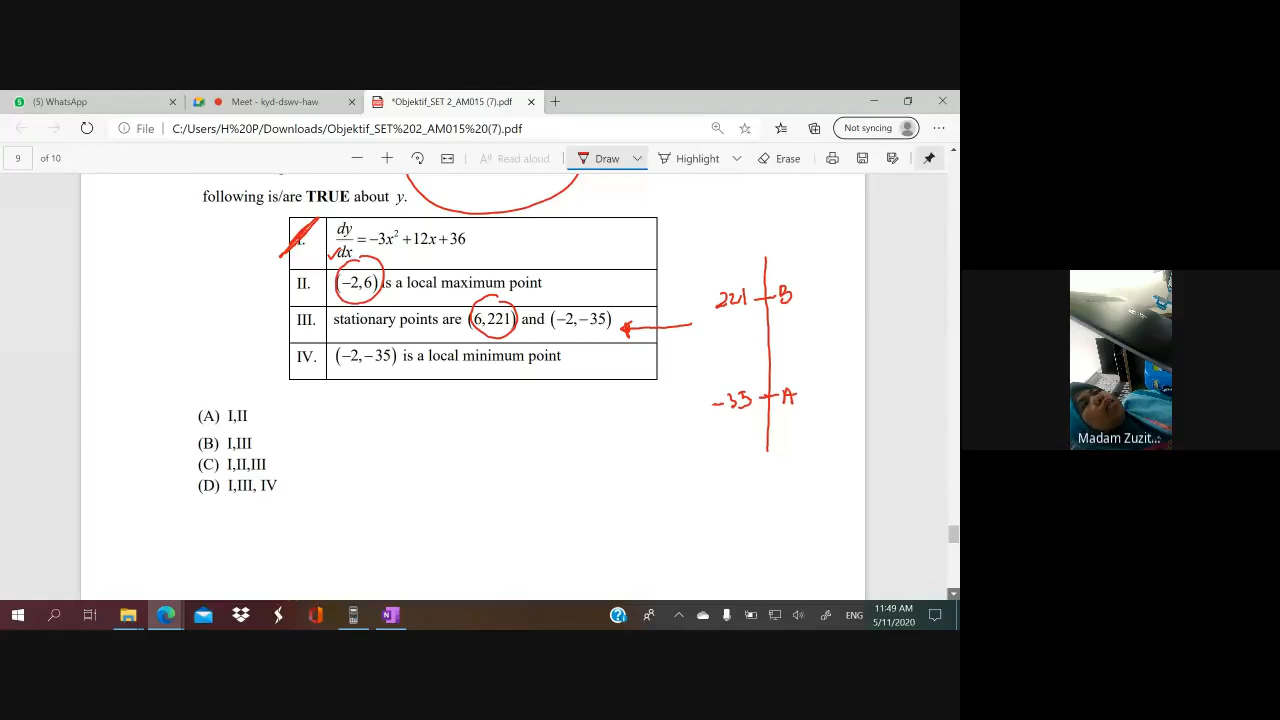 (5) WhatsApp
Meet - kyd-dswv-haw
*Objektif_SET 2_AM015 (7).pdf
File
C:/Users/H%20P/Downloads/Objektif_SET%202_AM015%20(7).pdf
Not syncing
9 of 10
Read aloud
Draw
Highlight
Erase
following is/are TRUE about y.
I. dy/dx = −3x² +12x+36
II. (−2,6) is a local maximum point
III. stationary points are (6,221) and (−2,−35)
IV. (−2,−35) is a local minimum point
221 B
-35 A
(A) I,II
(B) I,III
(C) I,II,III
(D) I,III, IV
Madam Zuzit...
ENG
11:49 AM
5/11/2020